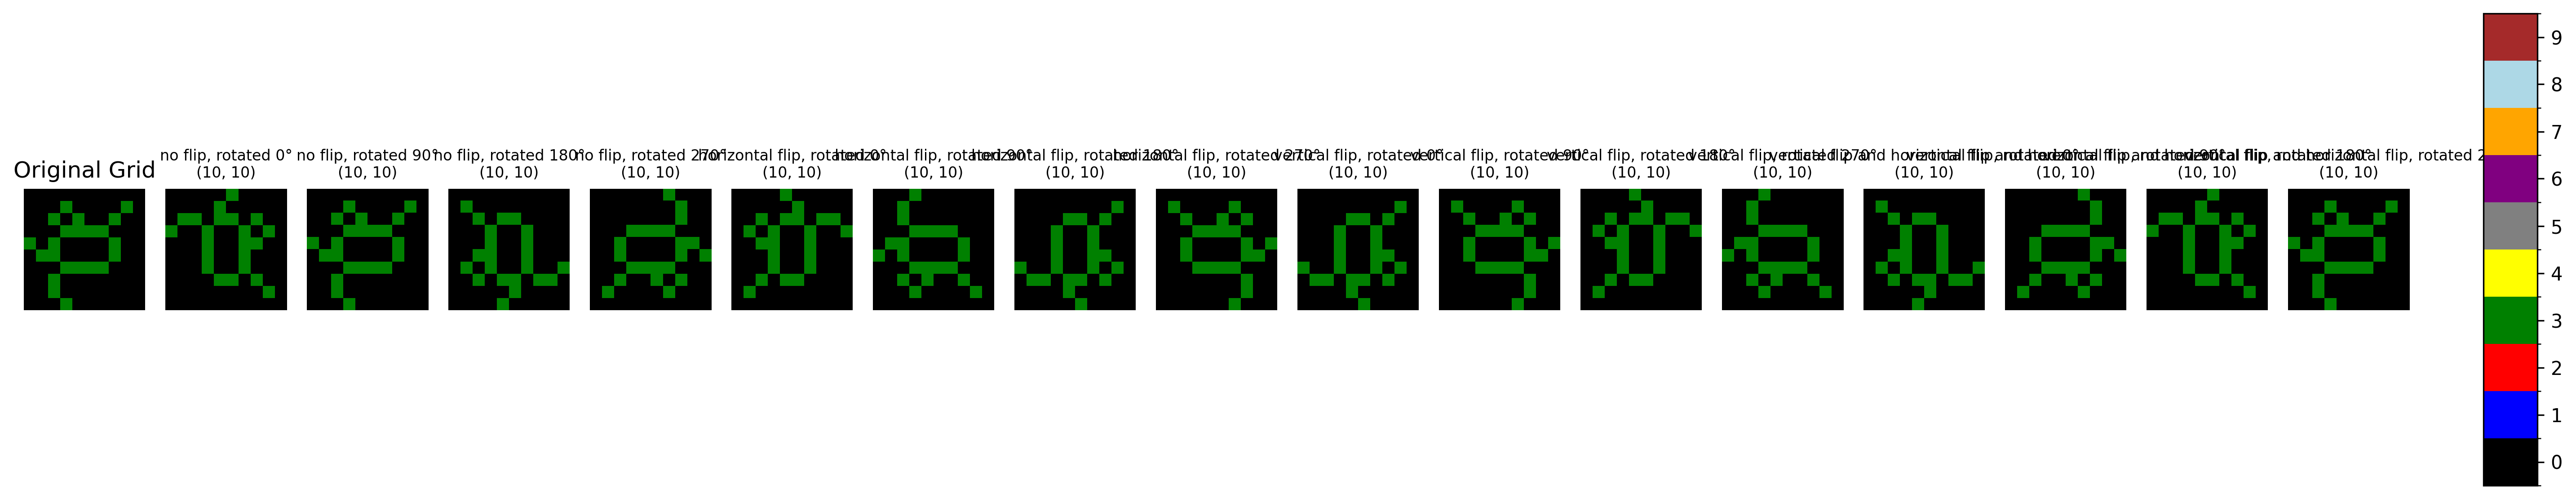 Original Grid
no flip, rotated 0°
(10, 10)
no flip, rotated 90°
(10, 10)
no flip, rotated 180°
(10, 10)
no flip, rotated 270°
(10, 10)
horizontal flip, rotated 0°
(10, 10)
horizontal flip, rotated 90°
(10, 10)
horizontal flip, rotated 180°
(10, 10)
horizontal flip, rotated 270°
(10, 10)
vertical flip, rotated 0°
(10, 10)
vertical flip, rotated 90°
(10, 10)
vertical flip, rotated 180°
(10, 10)
vertical flip, rotated 270°
(10, 10)
vertical flip and horizontal flip, rotated 0°
(10, 10)
vertical flip and horizontal flip, rotated 90°
(10, 10)
vertical flip and horizontal flip, rotated 180°
(10, 10)
vertical flip and horizontal flip, rotated 2
(10, 10)
9
8
7
6
5
4
3
2
1
0